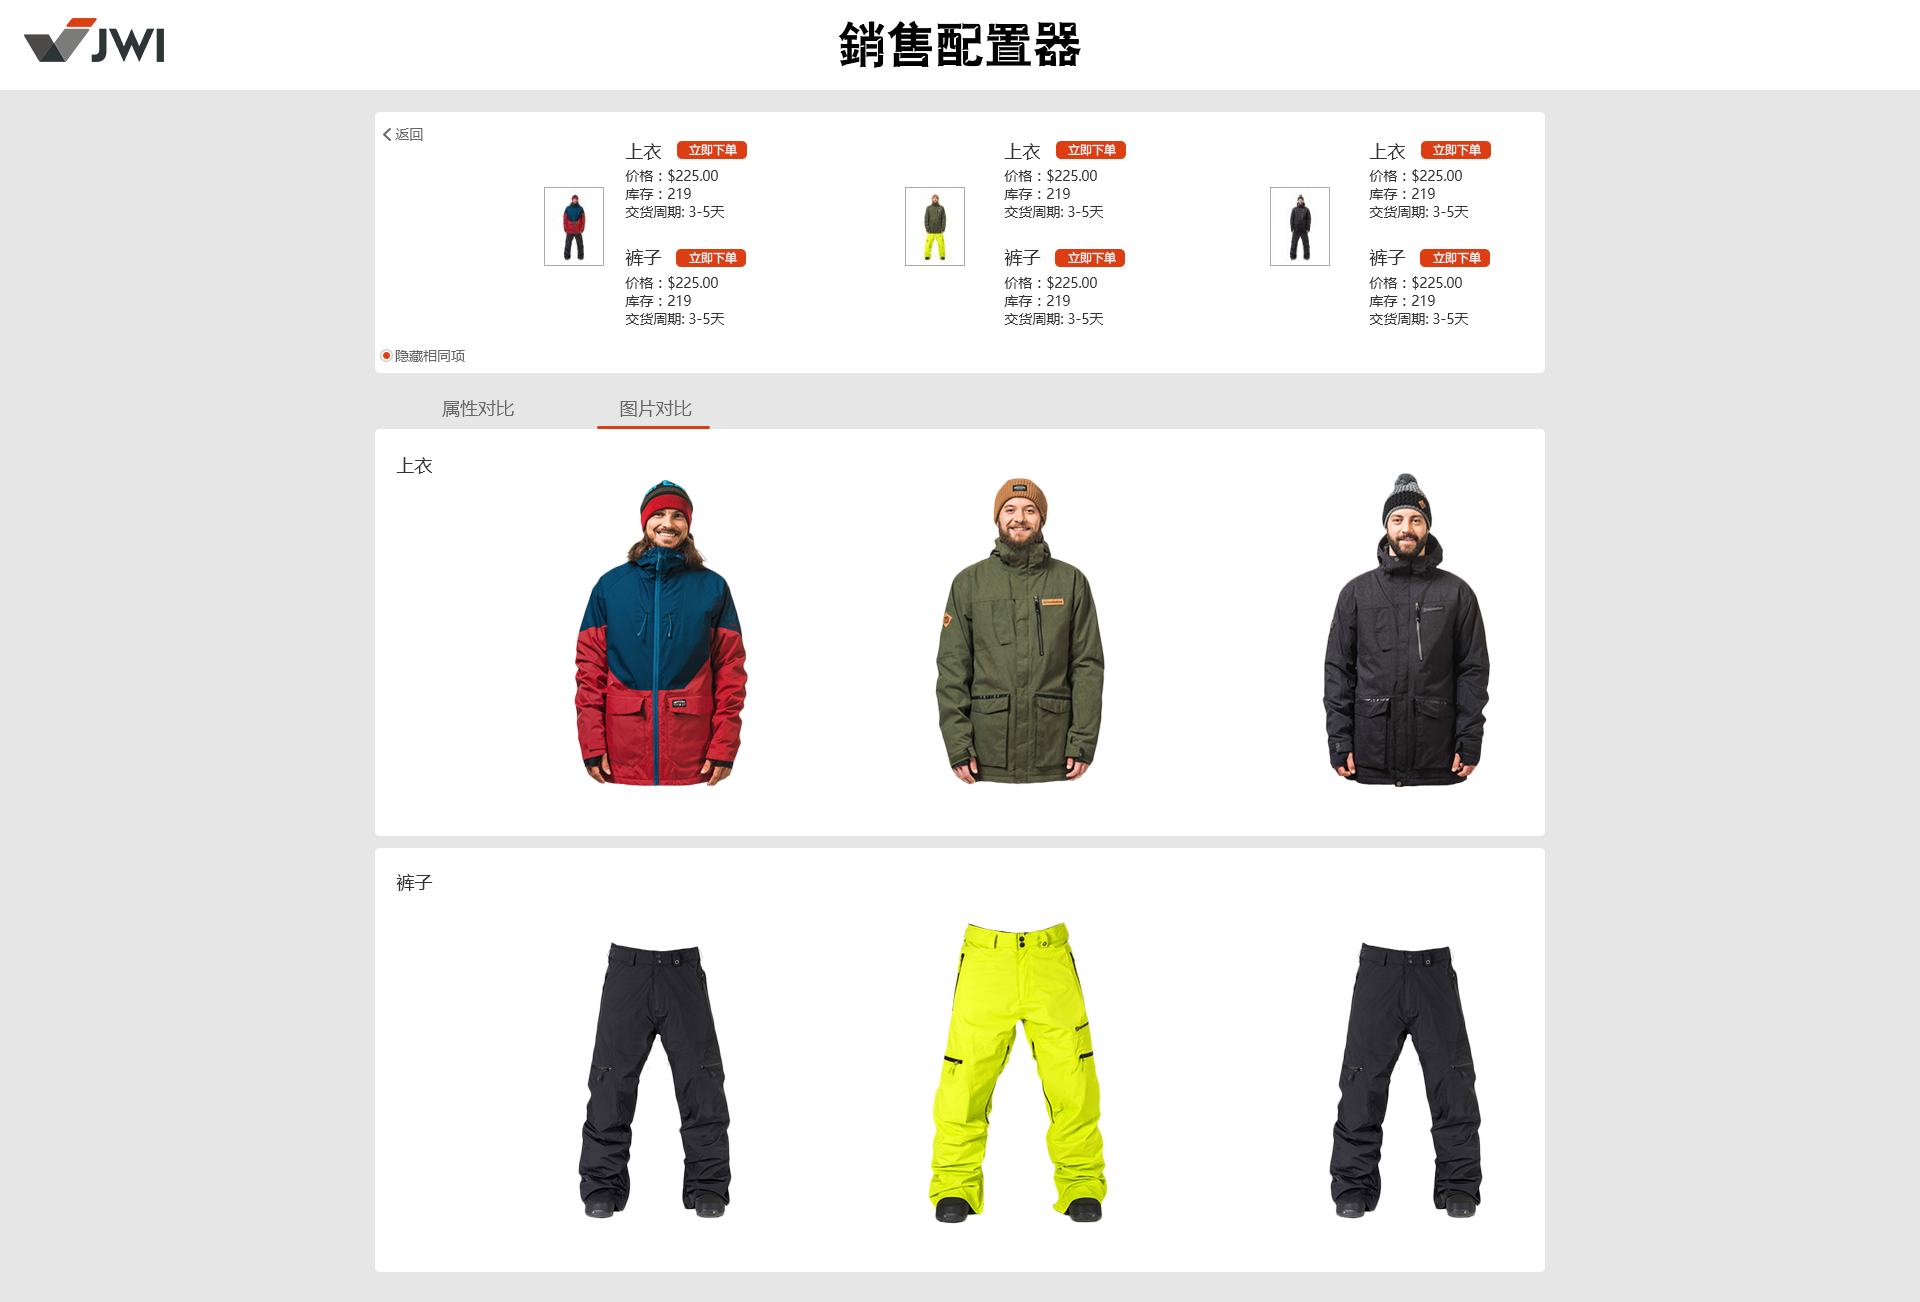 JWI
銷售配置器
返回
上衣 立即下单
价格：$225.00
库存：219
交货周期: 3-5天
裤子 立即下单
价格：$225.00
库存：219
交货周期: 3-5天
上衣 立即下单
价格：$225.00
库存：219
交货周期: 3-5天
裤子 立即下单
价格：$225.00
库存：219
交货周期: 3-5天
上衣 立即下单
价格：$225.00
库存：219
交货周期: 3-5天
裤子 立即下单
价格：$225.00
库存：219
交货周期: 3-5天
隐藏相同项
属性对比 图片对比
上衣
裤子